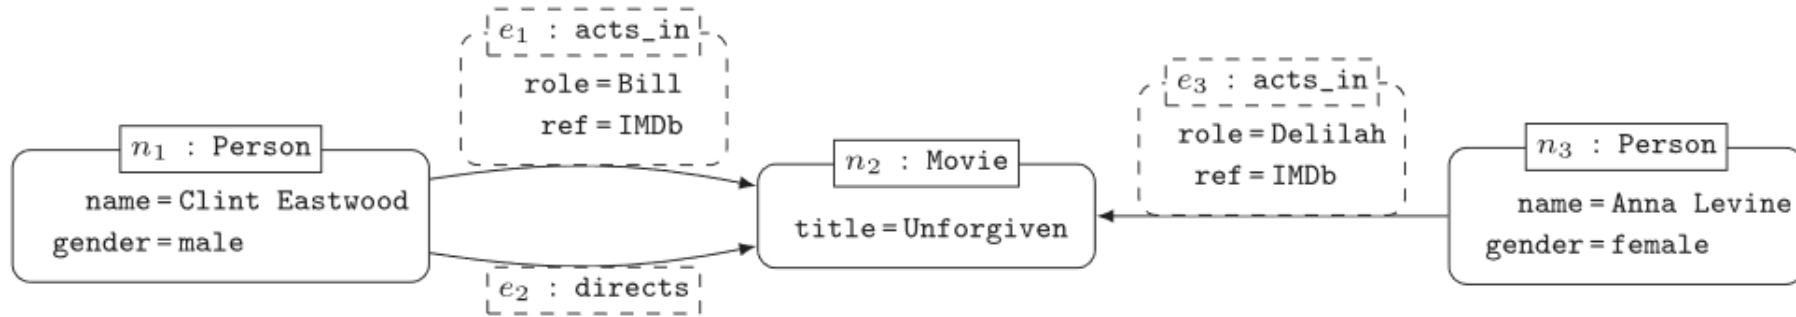 n₁ : Person
name = Clint Eastwood
gender = male
e₁ : acts_in
role = Bill
ref = IMDb
e₂ : directs
n₂ : Movie
title = Unforgiven
e₃ : acts_in
role = Delilah
ref = IMDb
n₃ : Person
name = Anna Levine
gender = female